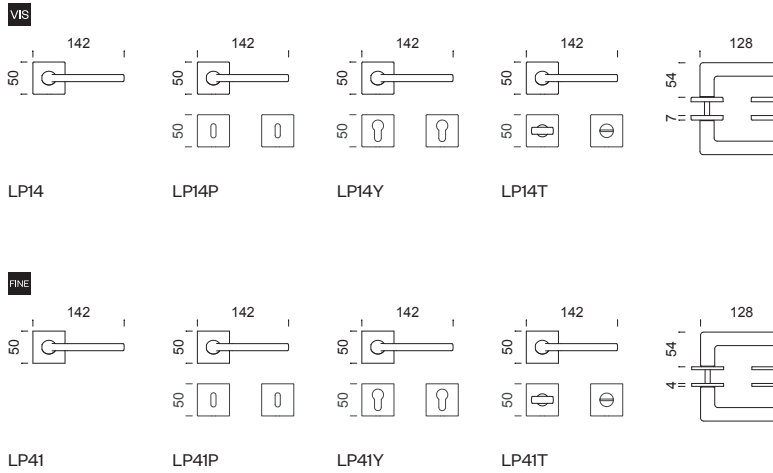 VIS
142 142 142 142 128
50 50 50 50 54
7
50 50 50
LP14 LP14P LP14Y LP14T
FINE
142 142 142 142 128
50 50 50 50 54
4
50 50 50
LP41 LP41P LP41Y LP41T